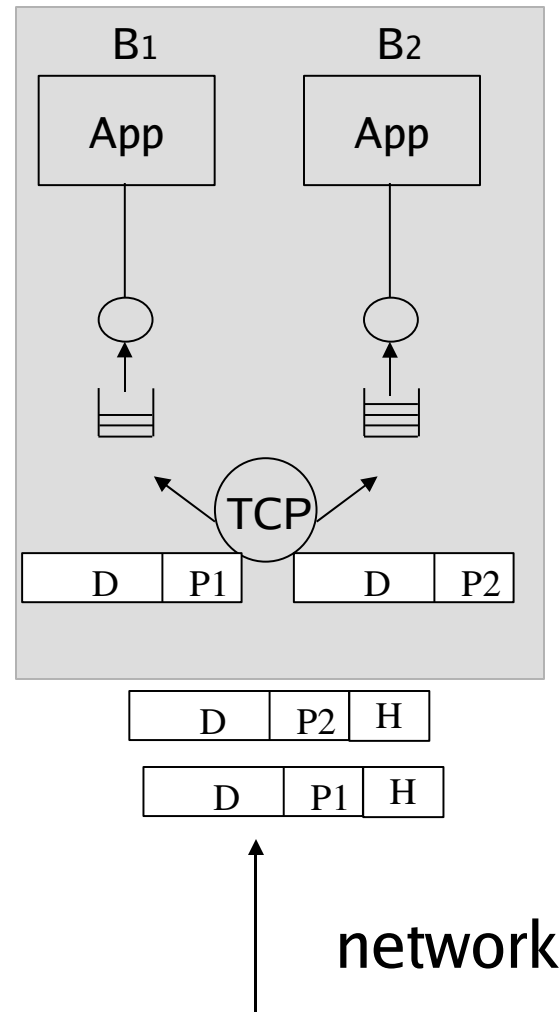 B1 B2
App App
TCP
D P1 D P2
D P2 H
D P1 H
network